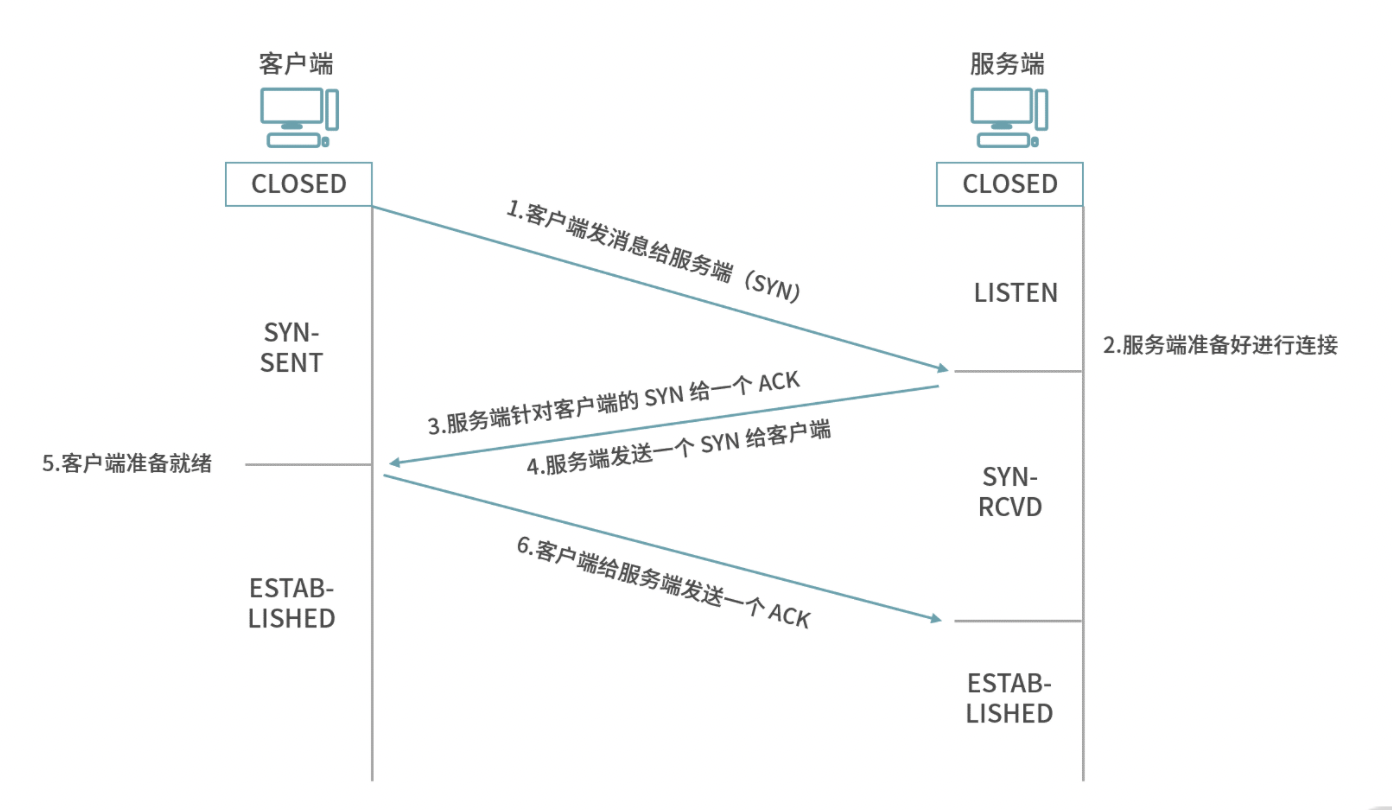 客户端
服务端
CLOSED
CLOSED
1.客户端发消息给服务端（SYN）
LISTEN
SYN-
SENT
2.服务端准备好进行连接
3.服务端针对客户端的 SYN 给一个 ACK
4.服务端发送一个 SYN 给客户端
5.客户端准备就绪
SYN-
RCVD
6.客户端给服务端发送一个 ACK
ESTAB-
LISHED
ESTAB-
LISHED